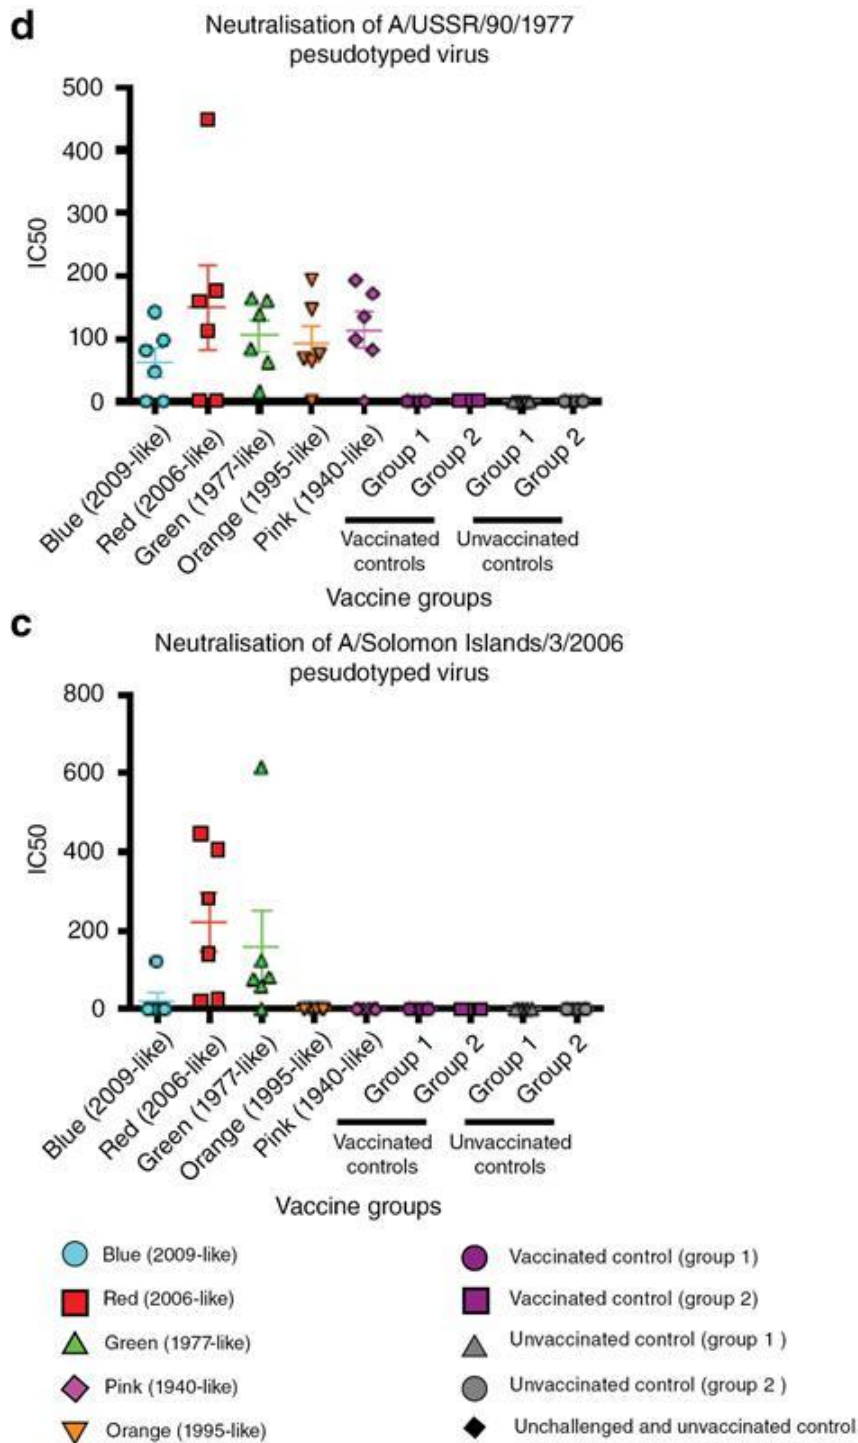 d
Neutralisation of A/USSR/90/1977
pesudotyped virus
500
400
300
200
100
0
IC50
Blue (2009-like)
Red (2006-like)
Green (1977-like)
Orange (1995-like)
Pink (1940-like)
Group 1
Group 2
Group 1
Group 2
Vaccinated
controls
Unvaccinated
controls
Vaccine groups
c
Neutralisation of A/Solomon Islands/3/2006
pesudotyped virus
800
600
400
200
0
IC50
Blue (2009-like)
Red (2006-like)
Green (1977-like)
Orange (1995-like)
Pink (1940-like)
Group 1
Group 2
Group 1
Group 2
Vaccinated
controls
Unvaccinated
controls
Vaccine groups
Blue (2009-like)
Red (2006-like)
Green (1977-like)
Pink (1940-like)
Orange (1995-like)
Vaccinated control (group 1)
Vaccinated control (group 2)
Unvaccinated control (group 1 )
Unvaccinated control (group 2 )
Unchallenged and unvaccinated control